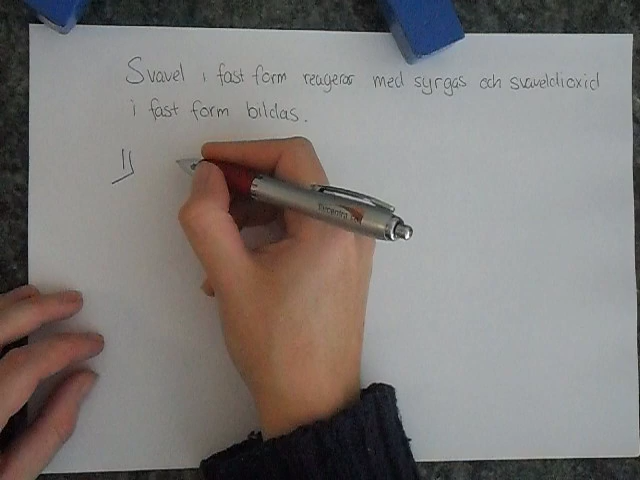 Svavel i fast form reagerar med syrgas och svaveldioxid
i fast form bildas.